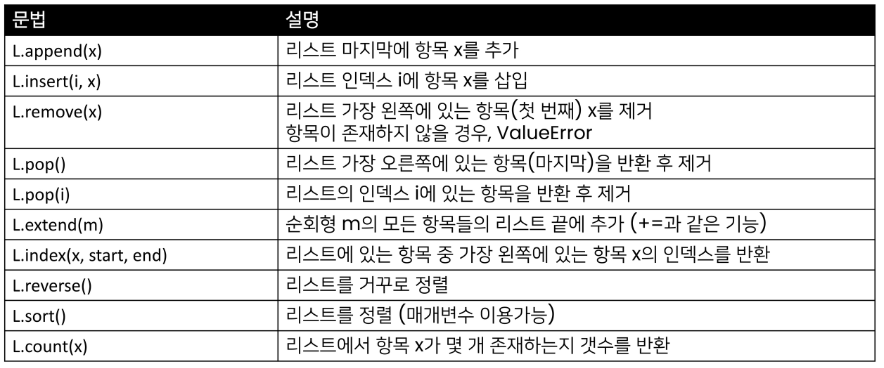 문법 설명
L.append(x) 리스트 마지막에 항목 x를 추가
L.insert(i, x) 리스트 인덱스 i에 항목 x를 삽입
L.remove(x) 리스트 가장 왼쪽에 있는 항목(첫 번째) x를 제거
항목이 존재하지 않을 경우, ValueError
L.pop() 리스트 가장 오른쪽에 있는 항목(마지막)을 반환 후 제거
L.pop(i) 리스트의 인덱스 i에 있는 항목을 반환 후 제거
L.extend(m) 순회형 m의 모든 항목들의 리스트 끝에 추가 (+=과 같은 기능)
L.index(x, start, end) 리스트에 있는 항목 중 가장 왼쪽에 있는 항목 x의 인덱스를 반환
L.reverse() 리스트를 거꾸로 정렬
L.sort() 리스트를 정렬 (매개변수 이용가능)
L.count(x) 리스트에서 항목 x가 몇 개 존재하는지 갯수를 반환